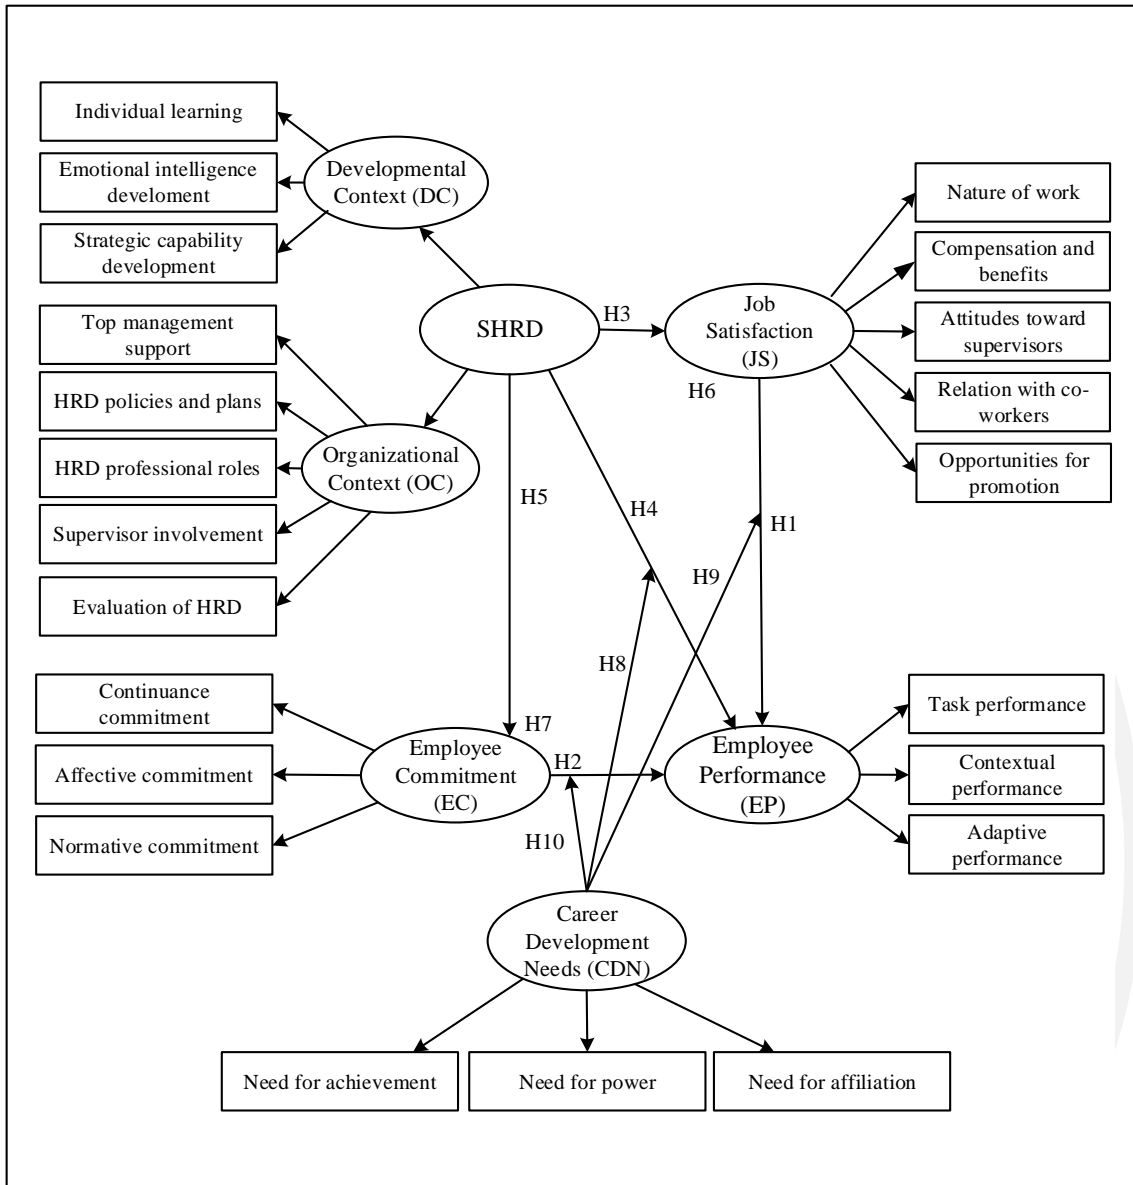 Individual learning
Emotional intelligence
develoment
Strategic capability
development
Developmental
Context (DC)
Top management
support
HRD policies and plans
HRD professional roles
Supervisor involvement
Evaluation of HRD
Organizational
Context (OC)
SHRD
H3
Job
Satisfaction
(JS)
H6
Nature of work
Compensation and
benefits
Attitudes toward
supervisors
Relation with co-
workers
Opportunities for
promotion
H5
H4
H1
H9
H8
H7
H2
H10
Continuance
commitment
Affective commitment
Normative commitment
Employee
Commitment
(EC)
Employee
Performance
(EP)
Task performance
Contextual
performance
Adaptive
performance
Career
Development
Needs (CDN)
Need for achievement
Need for power
Need for affiliation